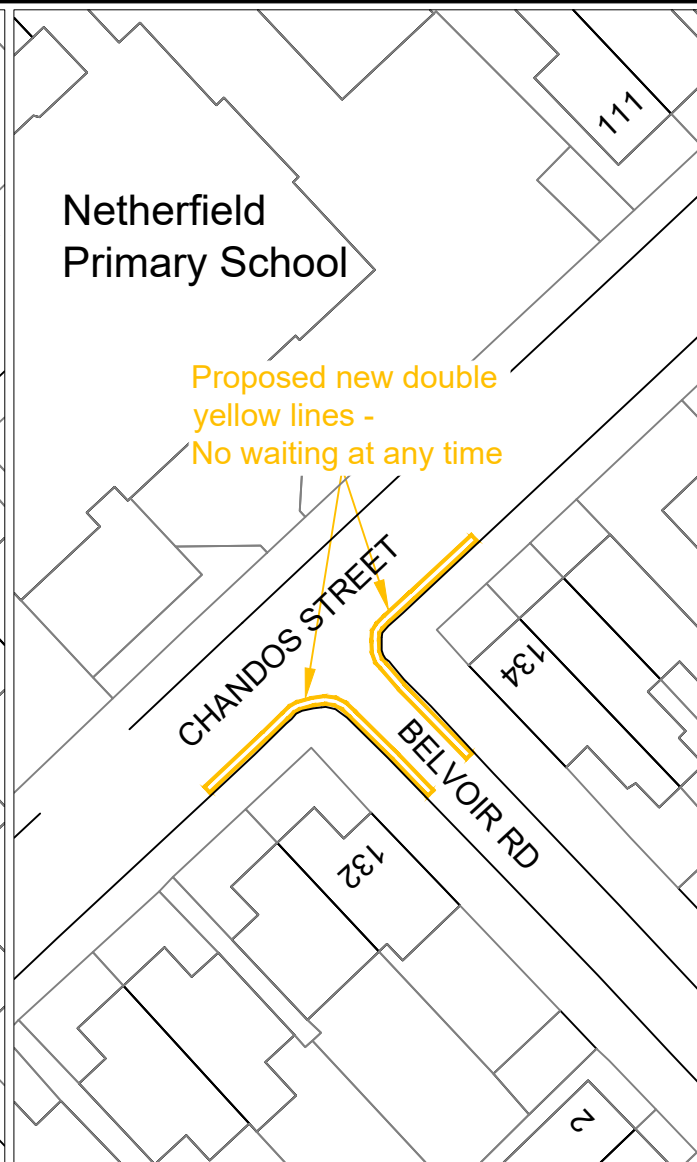 111
Netherfield
Primary School
Proposed new double
yellow lines -
No waiting at any time
CHANDOS STREET
134
BELVOIR RD
132
2